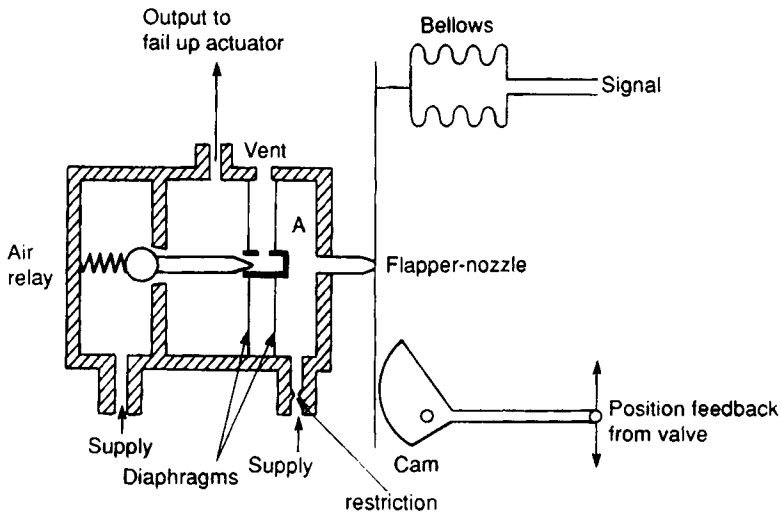 Output to
fail up actuator
Bellows
Signal
Vent
A
Air
relay
Flapper-nozzle
Supply
Diaphragms
Supply
Cam
Position feedback
from valve
restriction